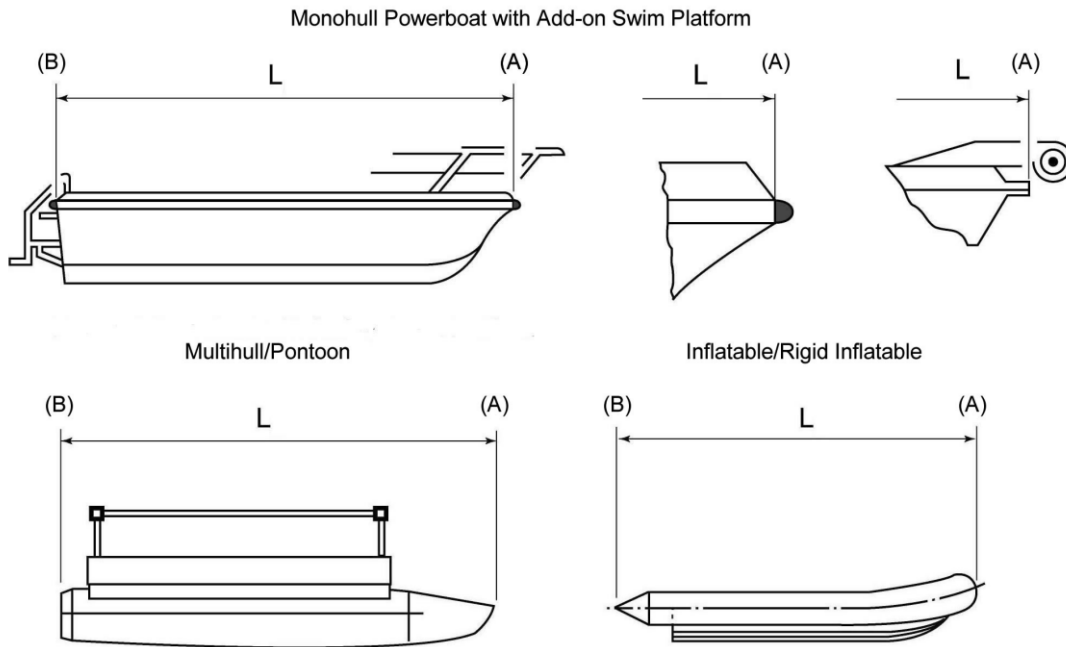 Monohull Powerboat with Add-on Swim Platform
(B) L (A) L (A) L (A)
Multihull/Pontoon Inflatable/Rigid Inflatable
(B) L (A) (B) L (A)